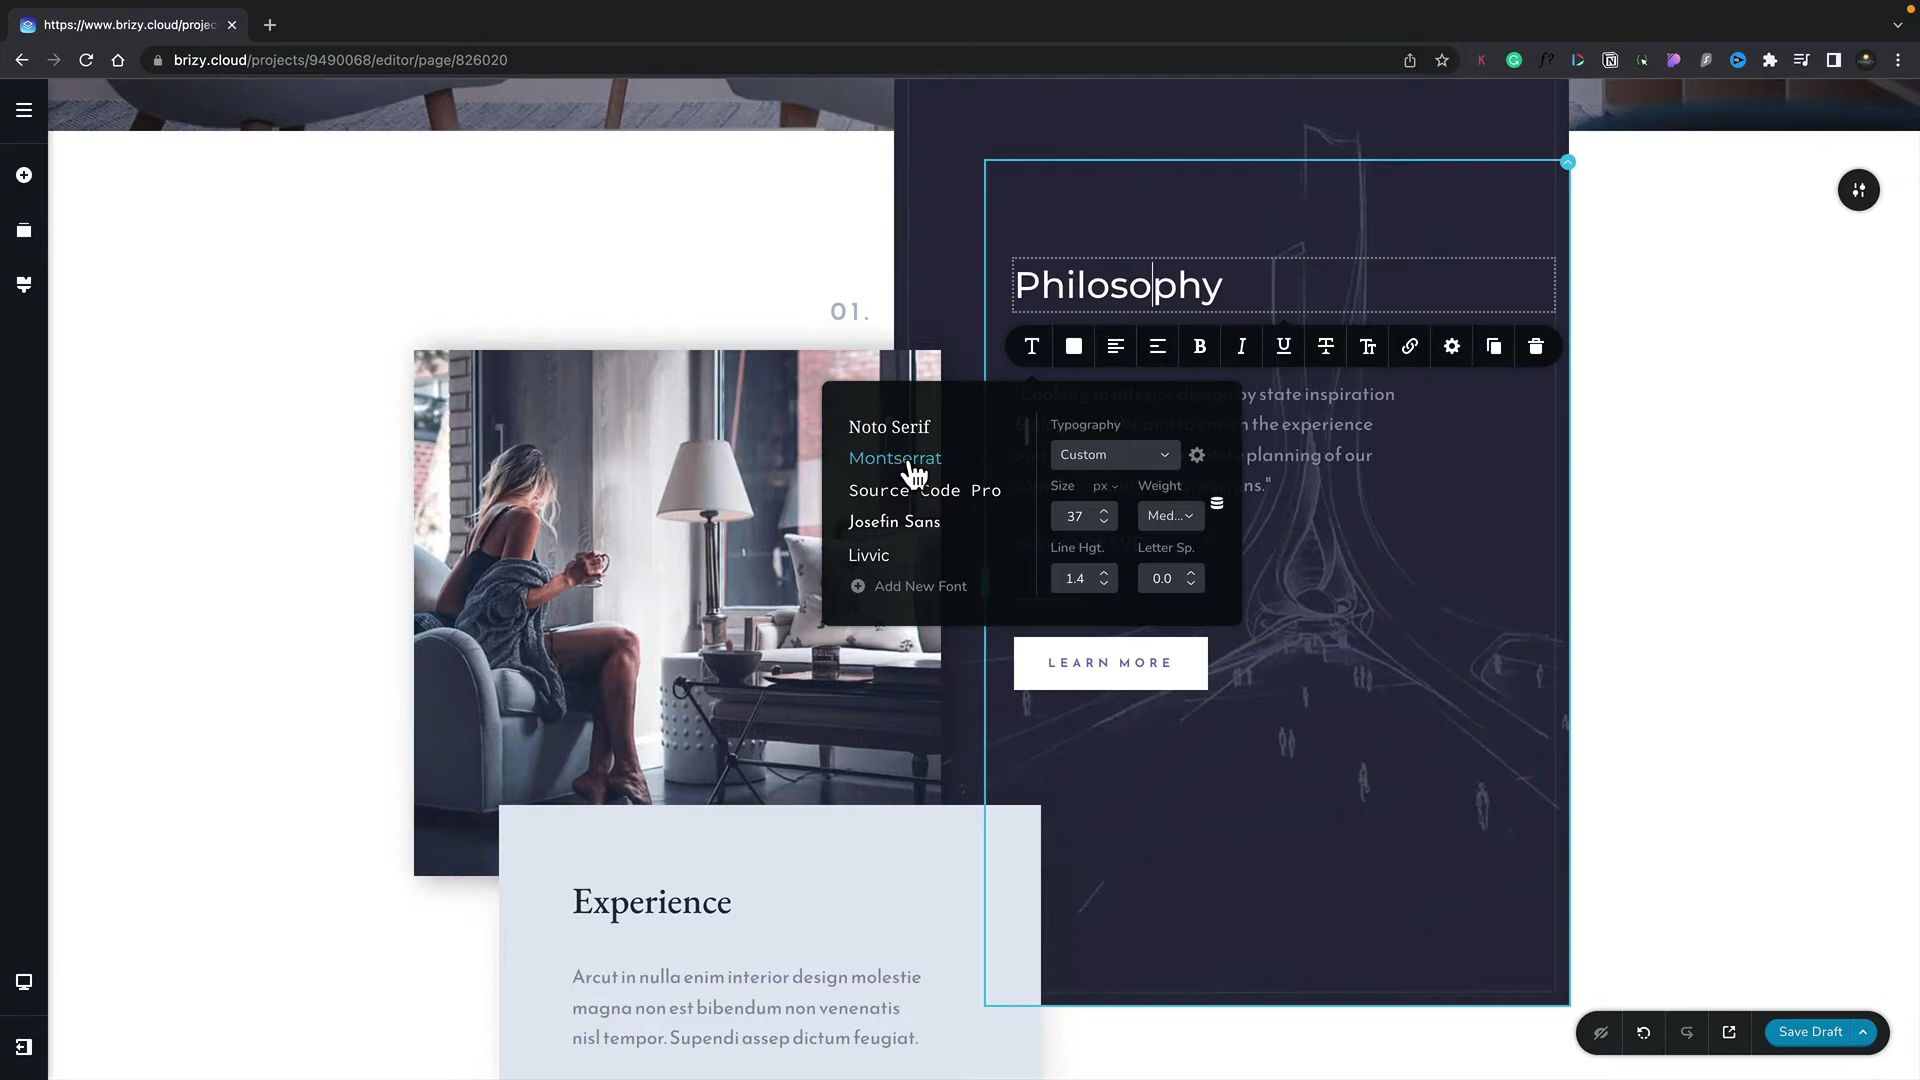 https://www.brizy.cloud/projec
brizy.cloud/projects/9490068/editor/page/826020
Philosophy
01.
by state inspiration
the experience
planning of our
Noto Serif
Montserrat
Source Code Pro
Josefin Sans
Livvic
Add New Font
Typography
Custom
Size px Weight
37 Med...
Line Hgt. Letter Sp.
1.4 0.0
LEARN MORE
Experience
Arcut in nulla enim interior design molestie
magna non est bibendum non venenatis
nisl tempor. Supendi assep dictum feugiat.
Save Draft